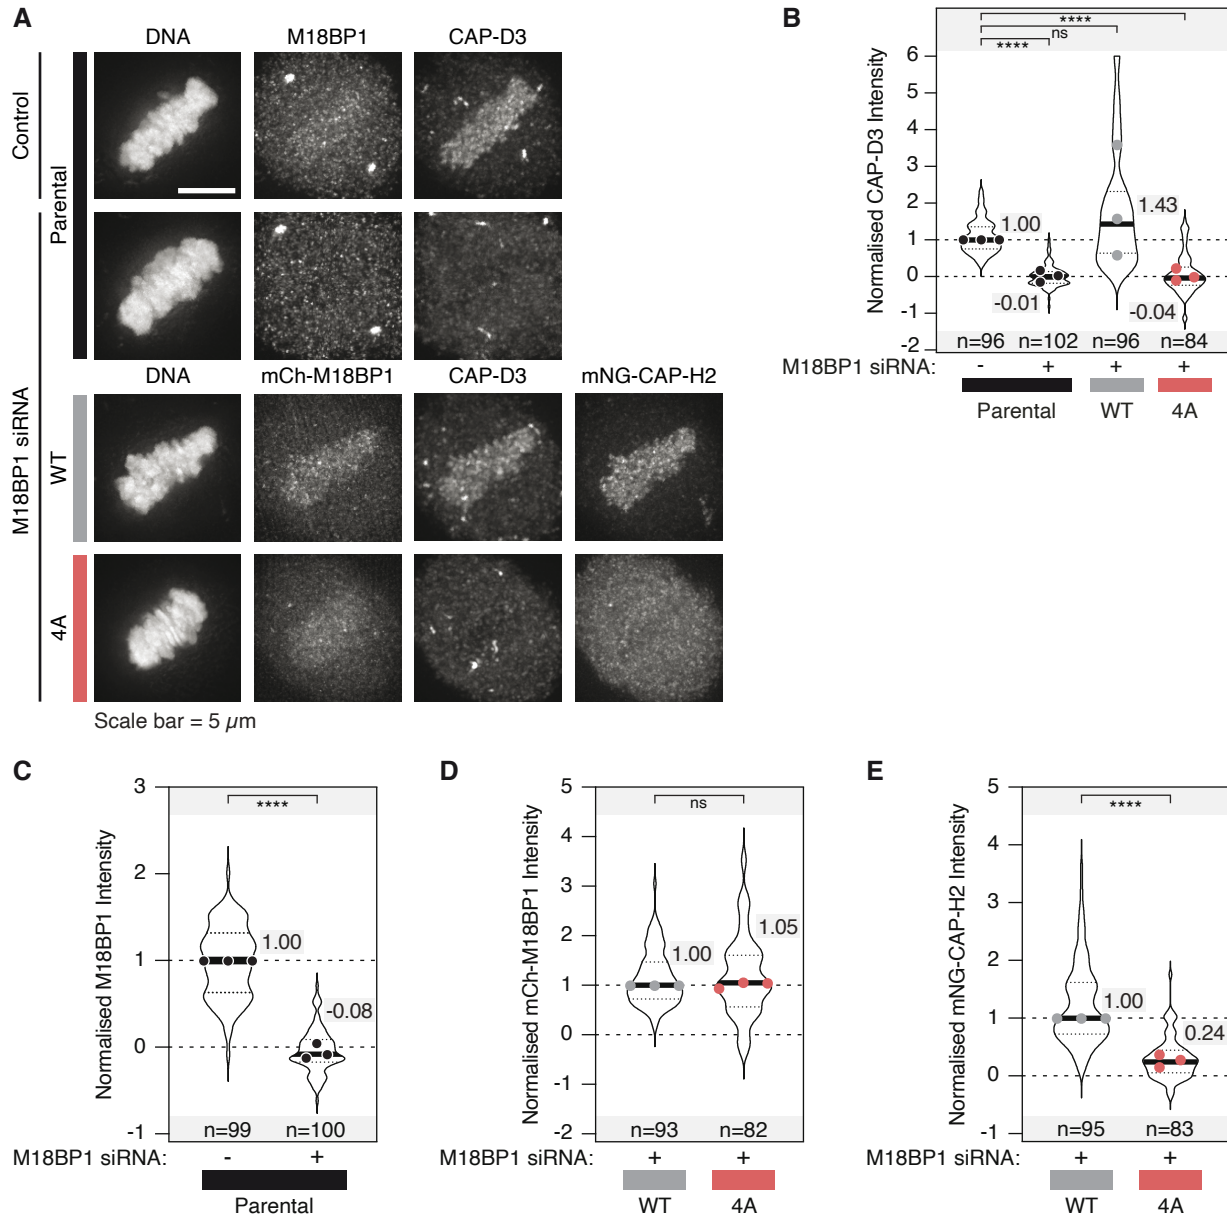 A
DNA M18BP1 CAP-D3
Control
Parental
M18BP1 siRNA
DNA mCh-M18BP1 CAP-D3 mNG-CAP-H2
WT
4A
Scale bar = 5 µm
B
Normalised CAP-D3 Intensity
6
5
4
3
2
1
0
-1
-2
****
ns
****
1.00
-0.01
1.43
-0.04
n=96 n=102 n=96 n=84
M18BP1 siRNA: - + + +
Parental WT 4A
C
Normalised M18BP1 Intensity
3
2
1
0
-1
****
1.00
-0.08
n=99 n=100
M18BP1 siRNA: - +
Parental
D
Normalised mCh-M18BP1 Intensity
5
4
3
2
1
0
-1
-2
ns
1.00
1.05
n=93 n=82
M18BP1 siRNA: + +
WT 4A
E
Normalised mNG-CAP-H2 Intensity
5
4
3
2
1
0
-1
****
1.00
0.24
n=95 n=83
M18BP1 siRNA: + +
WT 4A